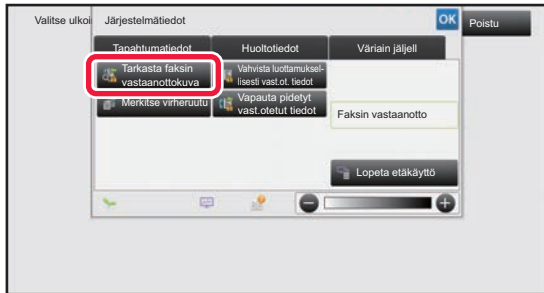 Valitse ulkoi
Järjestelmätiedot
OK
Poistu
Tapahtumatiedot
Huoltotiedot
Väriain jäljell
Tarkasta faksin
vastaanottokuva
Vahvista luottamuksel-
lisesti vast.ot. tiedot
Merkitse virheruutu
Vapauta pidetyt
vast.otetut tiedot
Faksin vastaanotto
Lopeta etäkäyttö